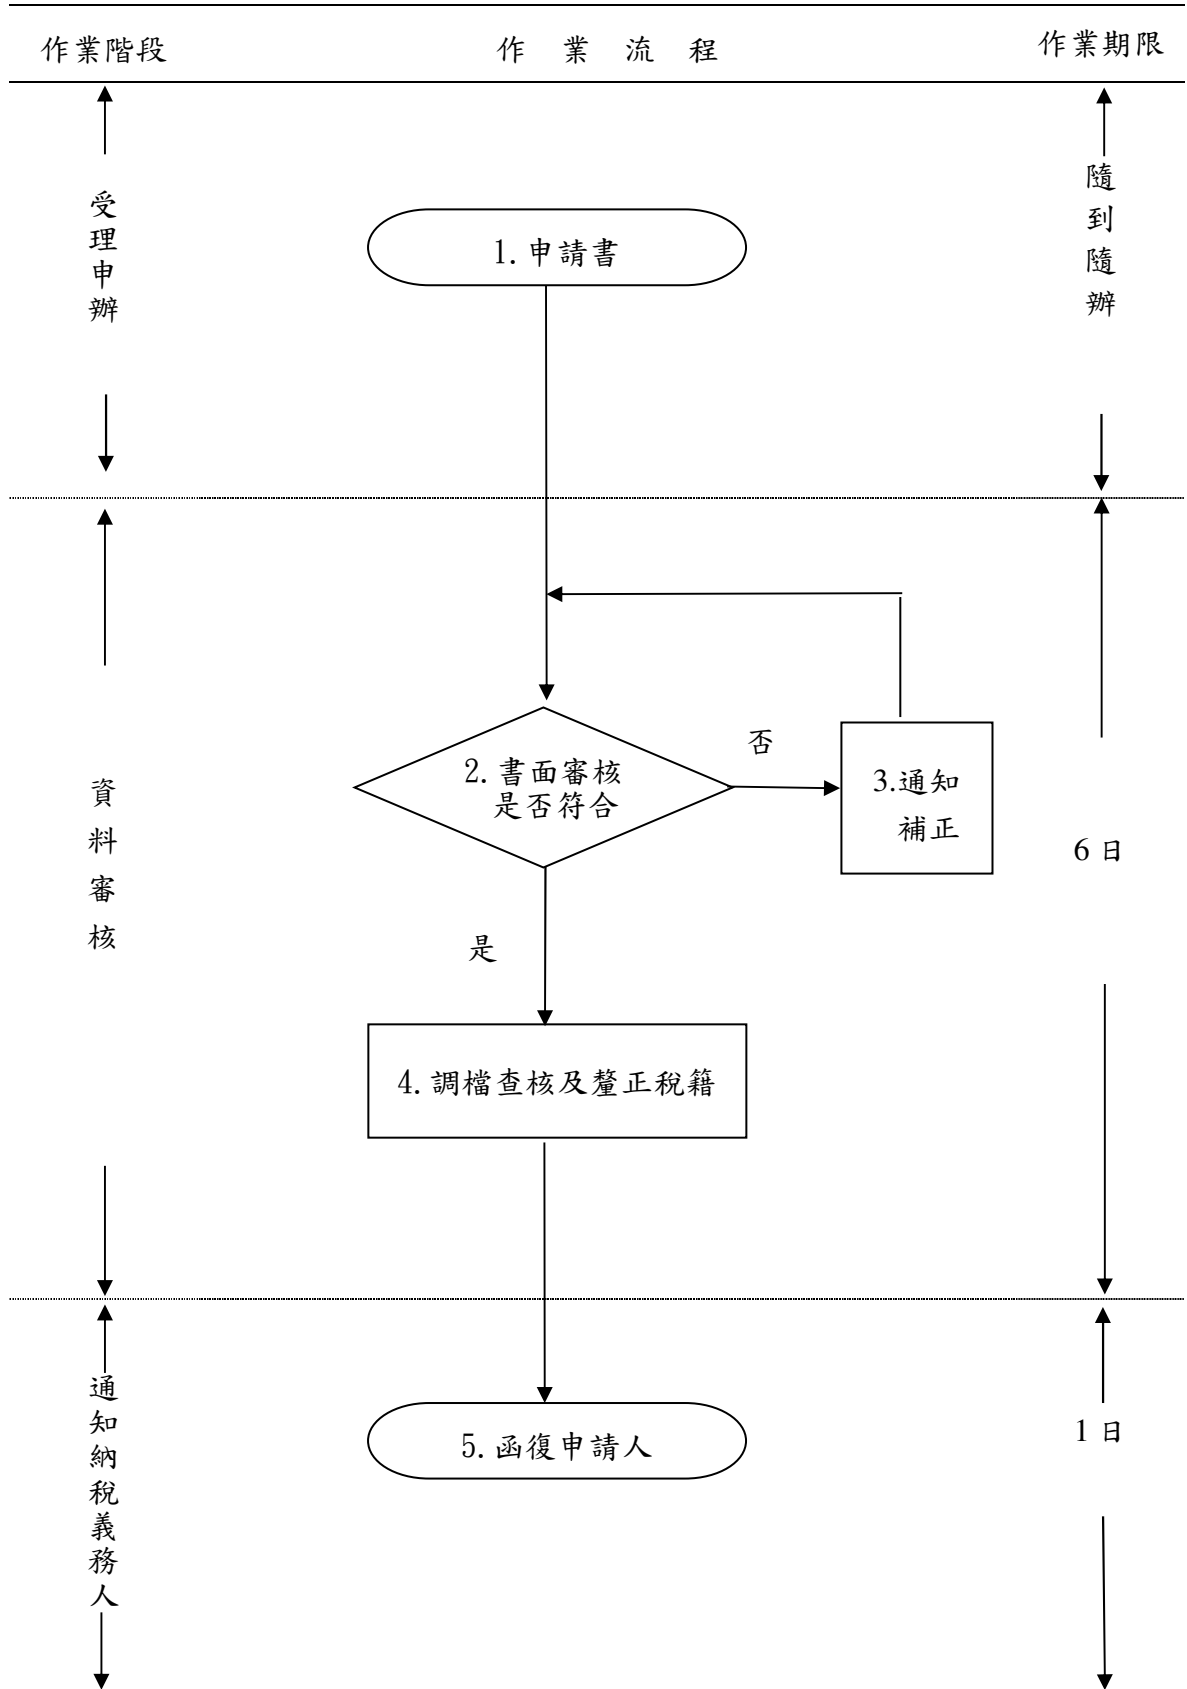 作業階段
作業流程
作業期限
受理申辦
1.申請書
隨到隨辦
資料審核
2.書面審核
是否符合
否
3.通知
補正
6日
是
4.調檔查核及釐正稅籍
通知納稅義務人
5.函復申請人
1日